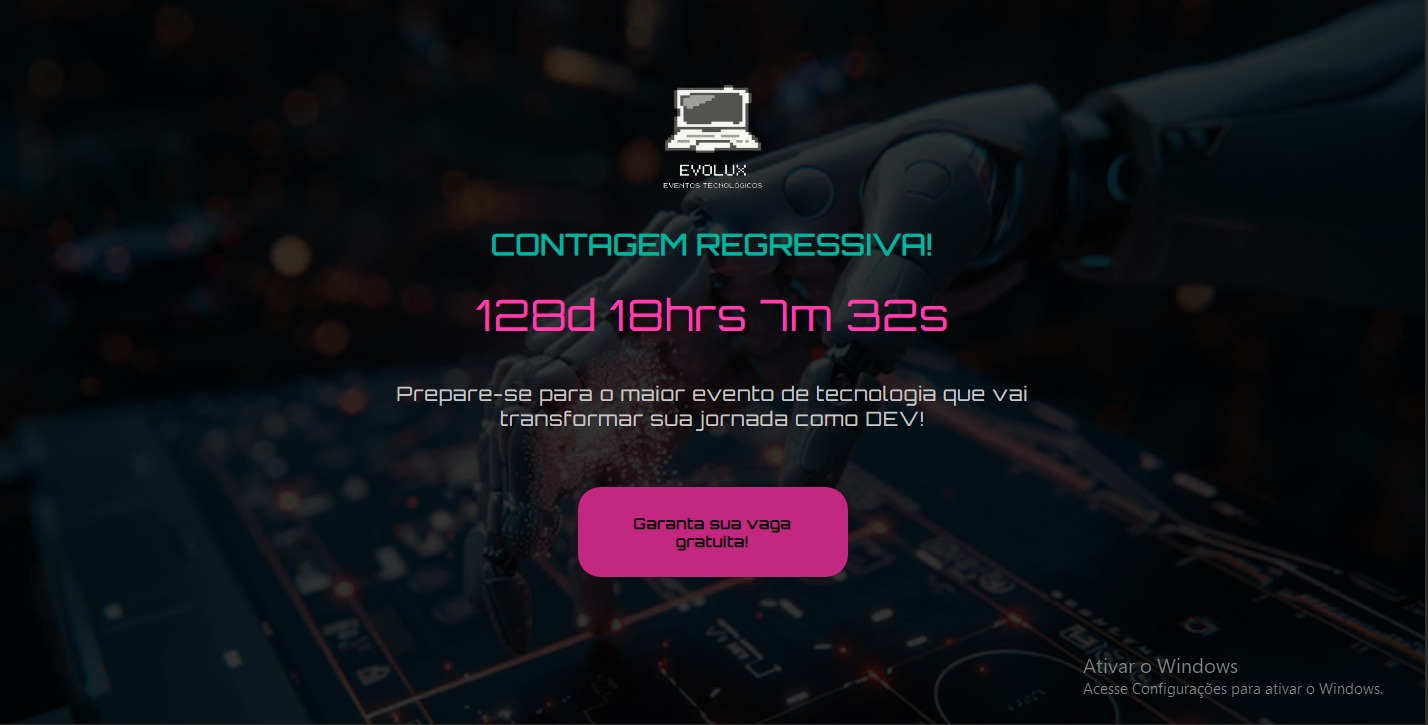 EVOLUX
EVENTOS TECNOLOGICOS
CONTAGEM REGRESSIVA!
128d 18hrs 7m 32s
Prepare-se para o maior evento de tecnologia que vai
transformar sua jornada como DEV!
Garanta sua vaga
gratuita!
Ativar o Windows
Acesse Configurações para ativar o Windows.